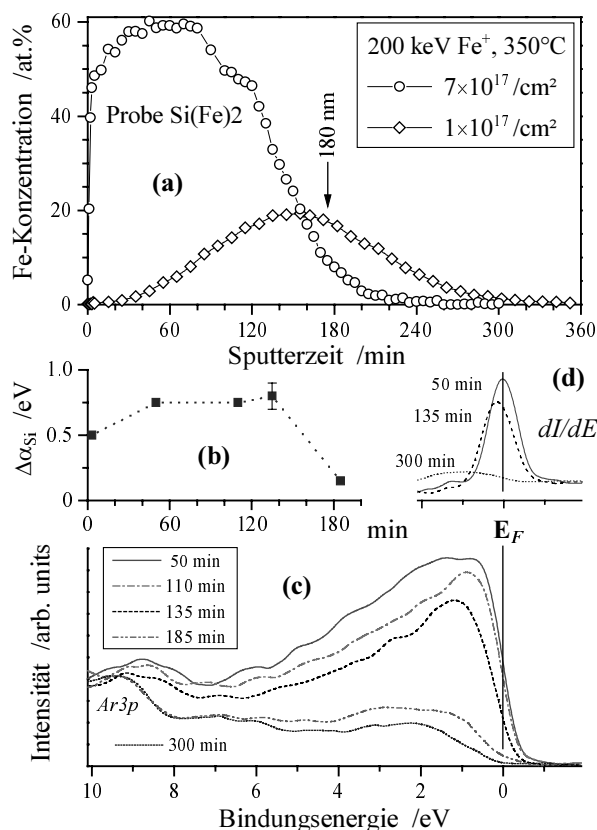 60
40
20
0
Fe-Konzentration /at.%
200 keV Fe⁺, 350°C
7×10¹⁷ /cm²
1×10¹⁷ /cm²
Probe Si(Fe)2
180 nm
(a)
0 60 120 180 240 300 360
Sputterzeit /min
1.0
0.5
0
Δα_Si /eV
(b)
0 60 120 180
min
(d)
50 min
135 min
300 min
dI/dE
E_F
(c)
50 min
110 min
135 min
185 min
Ar3p
300 min
Intensität /arb. units
10 8 6 4 2 0
Bindungsenergie /eV